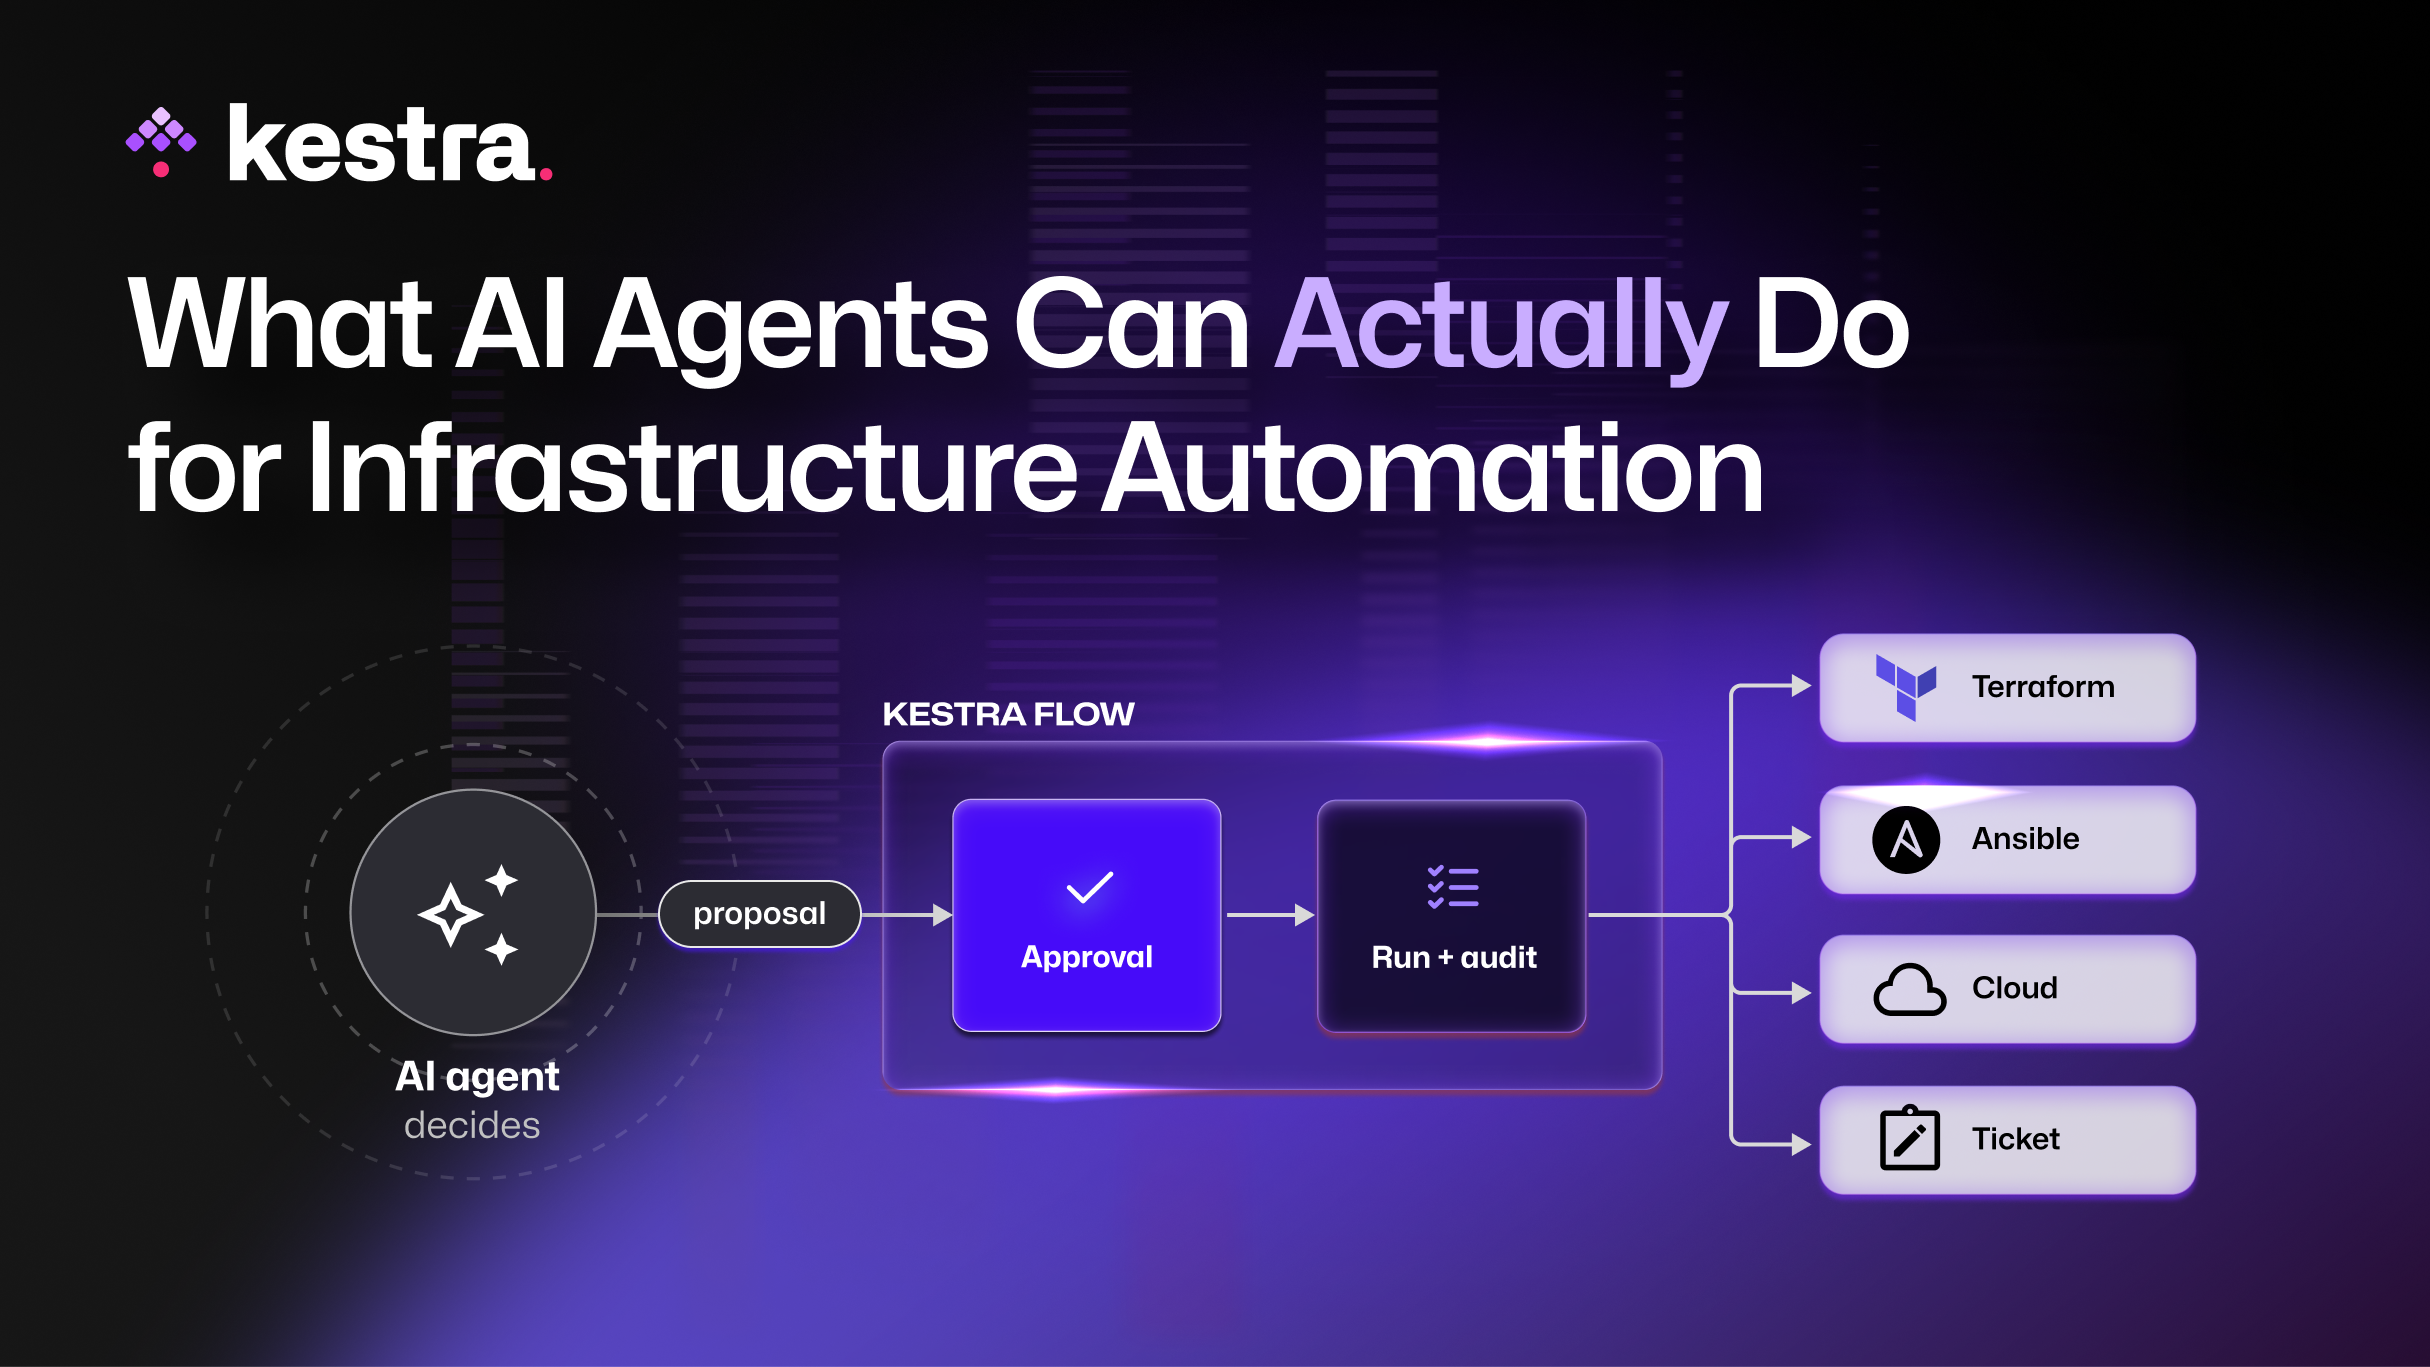 kestra.
What AI Agents Can Actually Do
for Infrastructure Automation
KESTRA FLOW
AI agent
decides
proposal
Approval
Run + audit
Terraform
Ansible
Cloud
Ticket